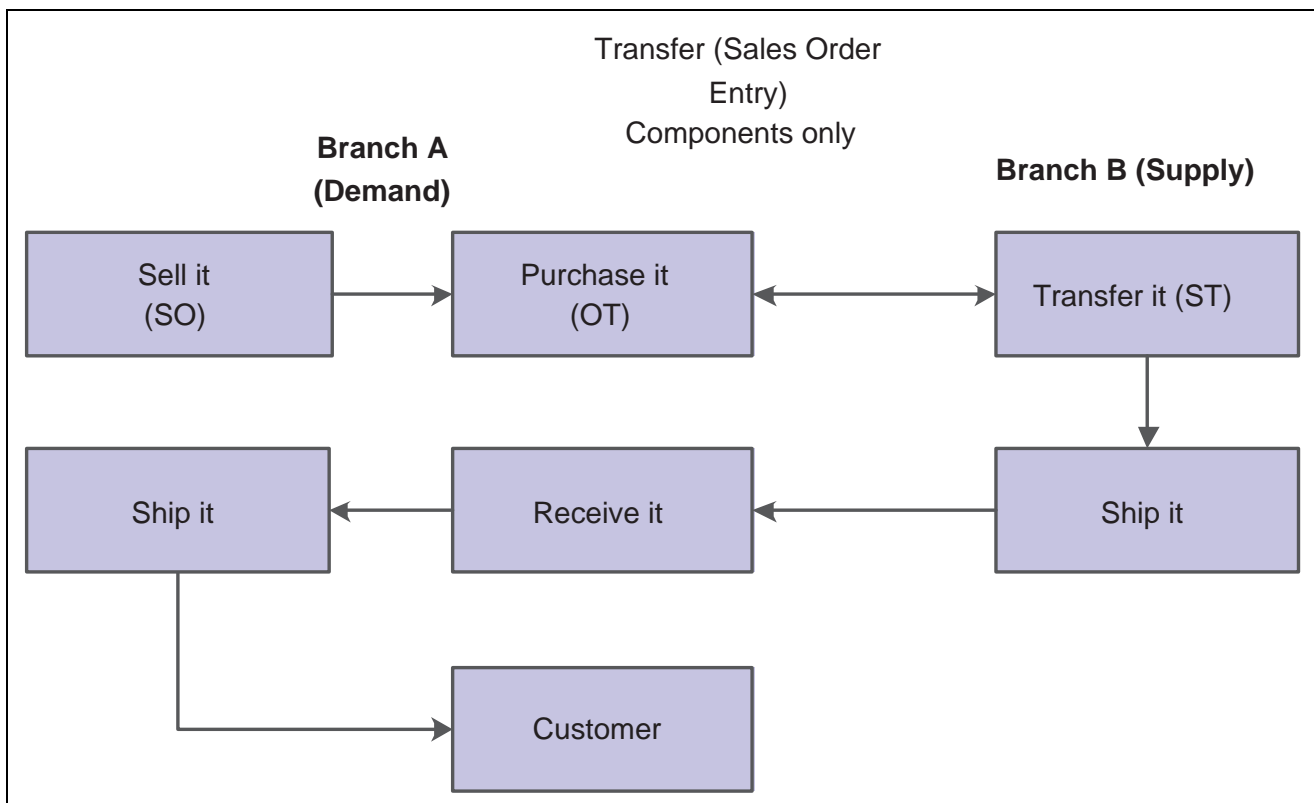 Transfer (Sales Order
Entry)
Components only
Branch A
(Demand)
Branch B (Supply)
Sell it
(SO)
Purchase it
(OT)
Transfer it (ST)
Ship it
Receive it
Ship it
Customer